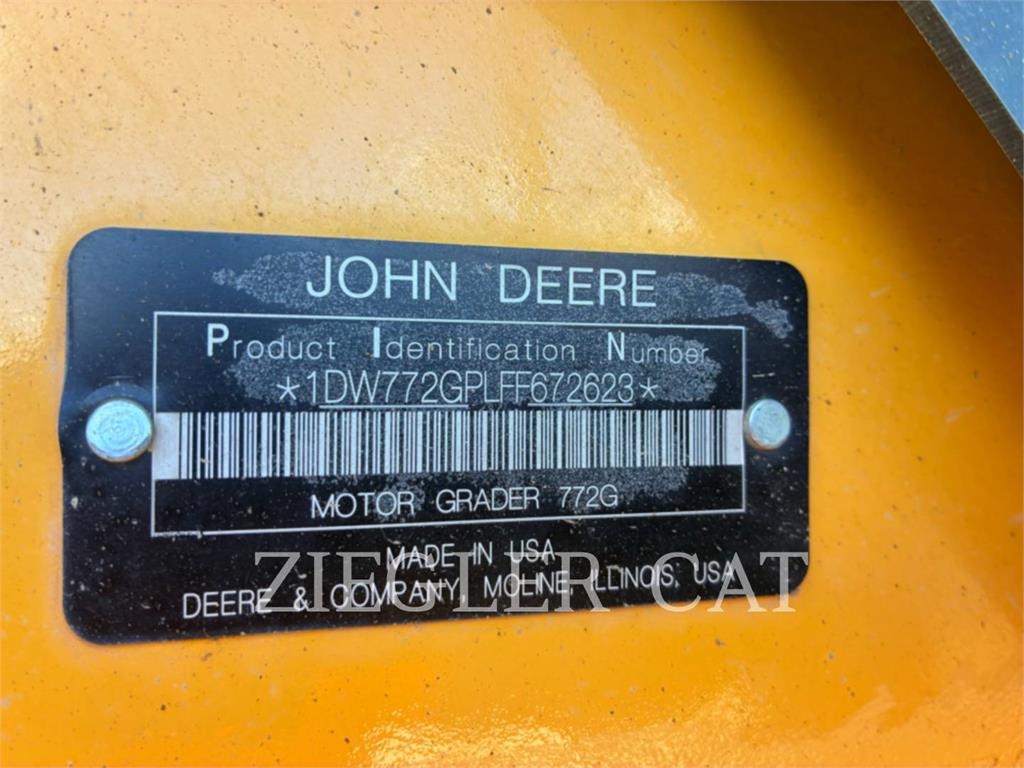 JOHN DEERE
Product Identification Number
*1DW772GPLFF672623*
MOTOR GRADER 772G
MADE IN USA
DEERE & COMPANY, MOLINE, ILLINOIS, USA
ZIEGLER CAT